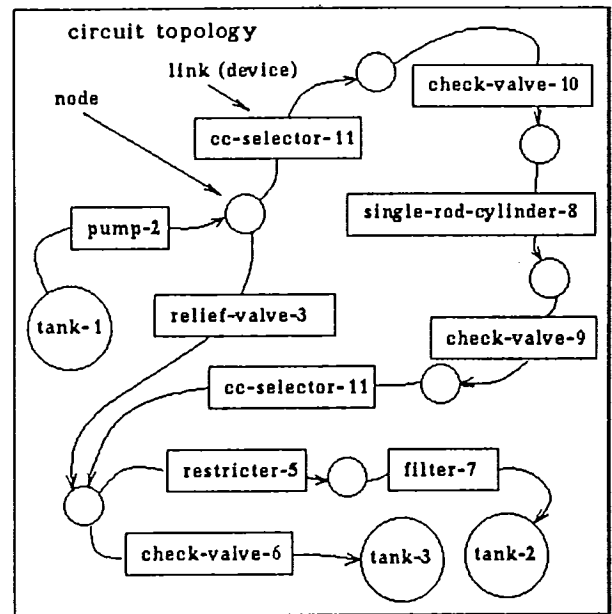 circuit topology
link (device)
check-valve-10
node
cc-selector-11
single-rod-cylinder-8
pump-2
relief-valve-3
tank-1
check-valve-9
cc-selector-11
restricter-5
filter-7
check-valve-6
tank-3
tank-2